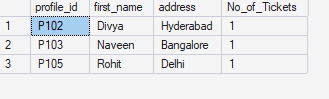 profile_id first_name address No_of_Tickets
1 P102 Divya Hyderabad 1
2 P103 Naveen Bangalore 1
3 P105 Rohit Delhi 1